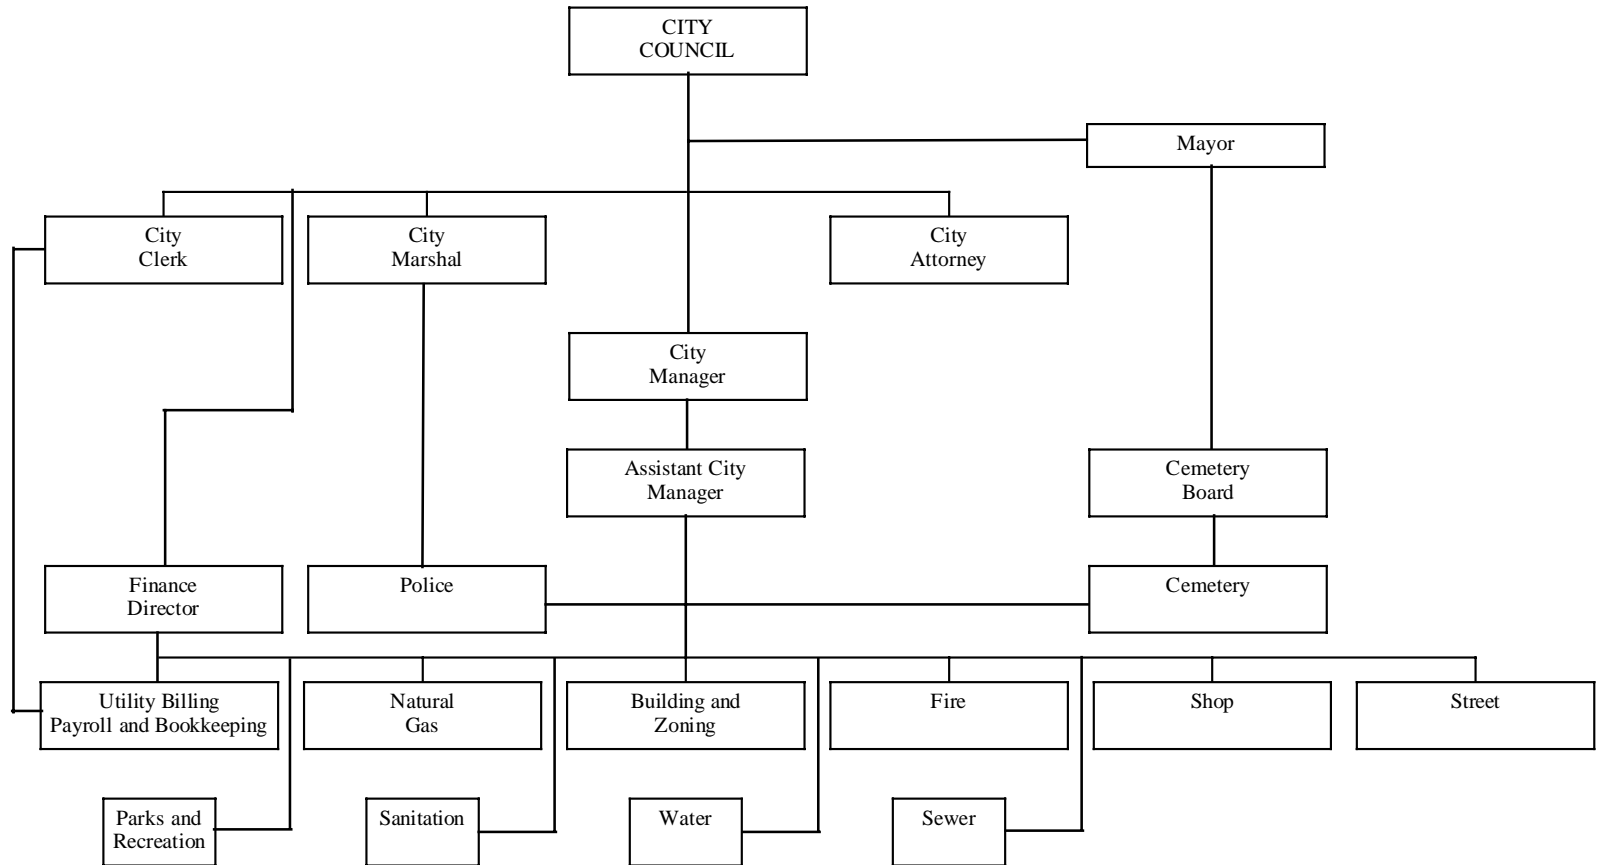 CITY
COUNCIL
Mayor
City
Clerk
City
Marshal
City
Attorney
City
Manager
Assistant City
Manager
Cemetery
Board
Finance
Director
Police
Cemetery
Utility Billing
Payroll and Bookkeeping
Natural
Gas
Building and
Zoning
Fire
Shop
Street
Parks and
Recreation
Sanitation
Water
Sewer